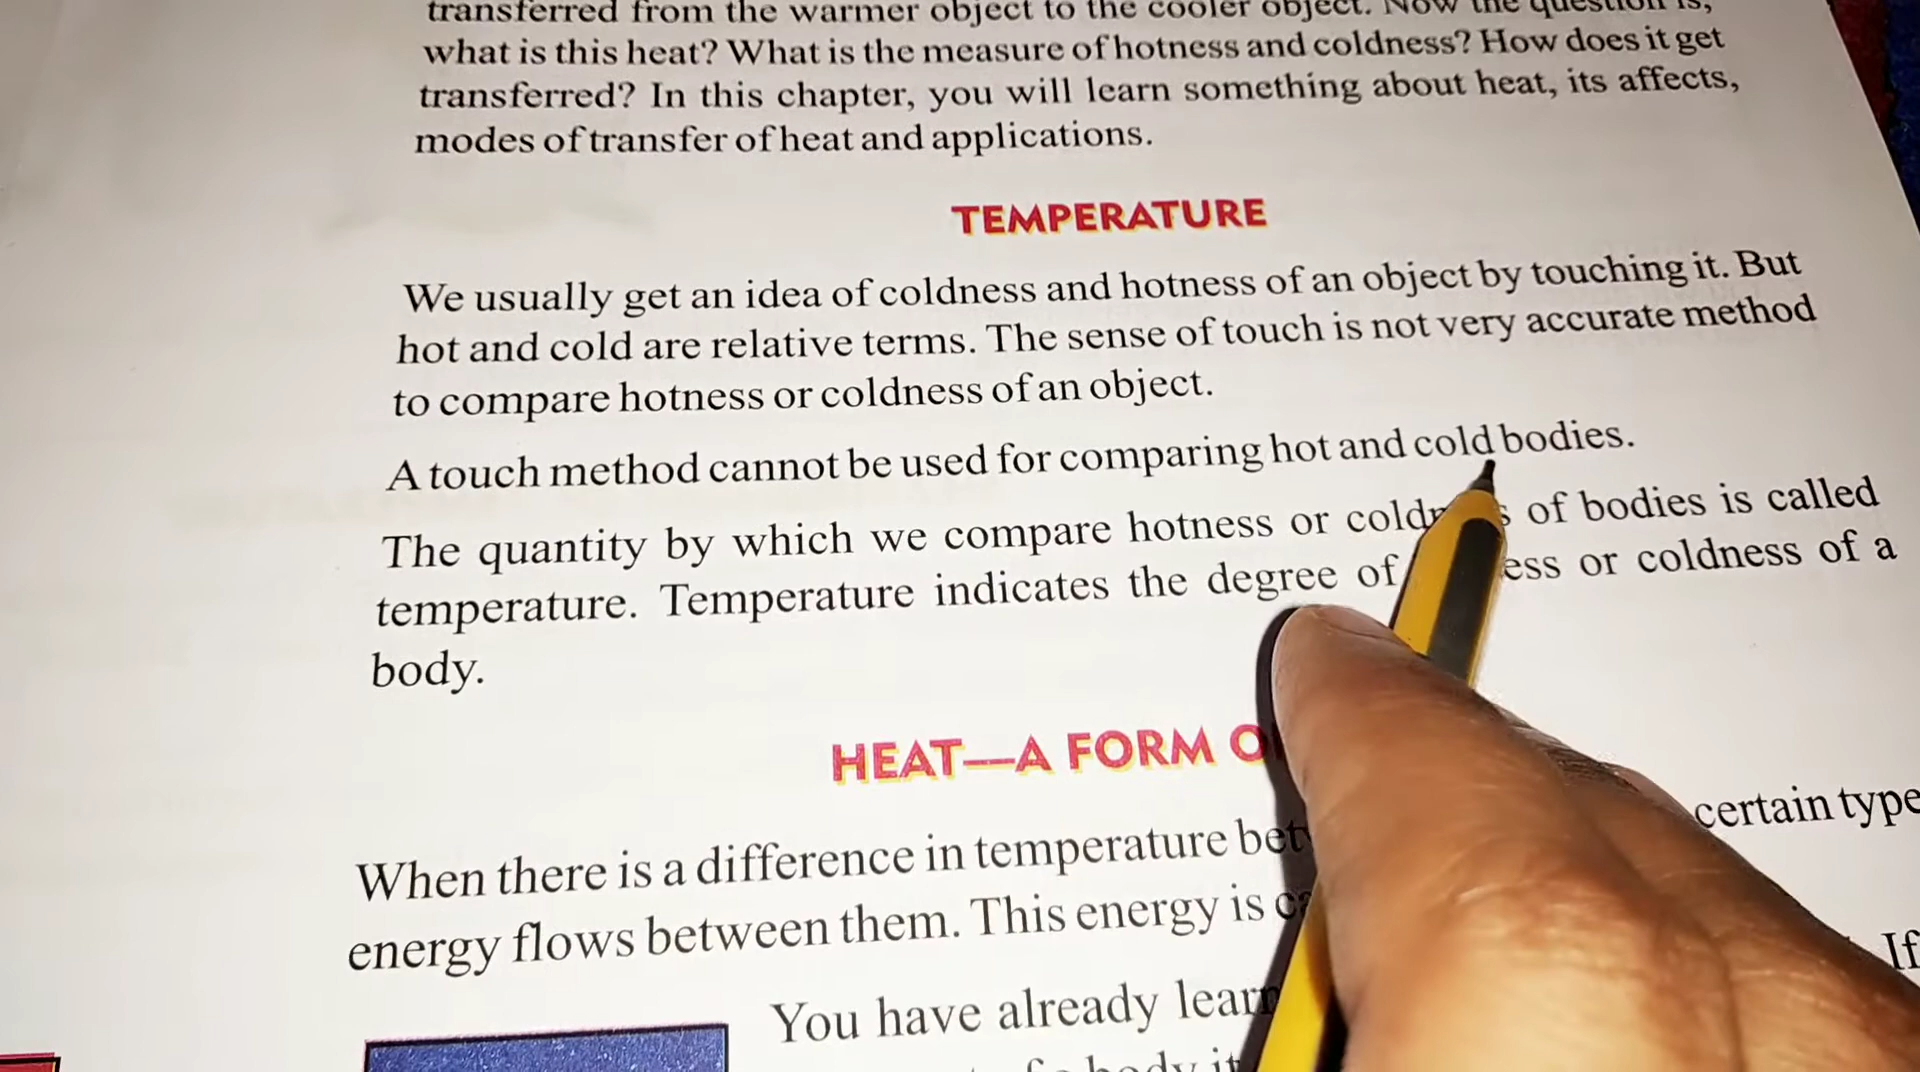 transferred from the warmer object to the cooler object. Now the question is,
what is this heat? What is the measure of hotness and coldness? How does it get
transferred? In this chapter, you will learn something about heat, its affects,
modes of transfer of heat and applications.
TEMPERATURE
We usually get an idea of coldness and hotness of an object by touching it. But
hot and cold are relative terms. The sense of touch is not very accurate method
to compare hotness or coldness of an object.
A touch method cannot be used for comparing hot and cold bodies.
The quantity by which we compare hotness or of bodies is called
temperature. Temperature indicates the degree of or coldness of a
body.
HEAT—A FORM
When there is a difference in temperature certain type
energy flows between them. This energy is If
You have already
body